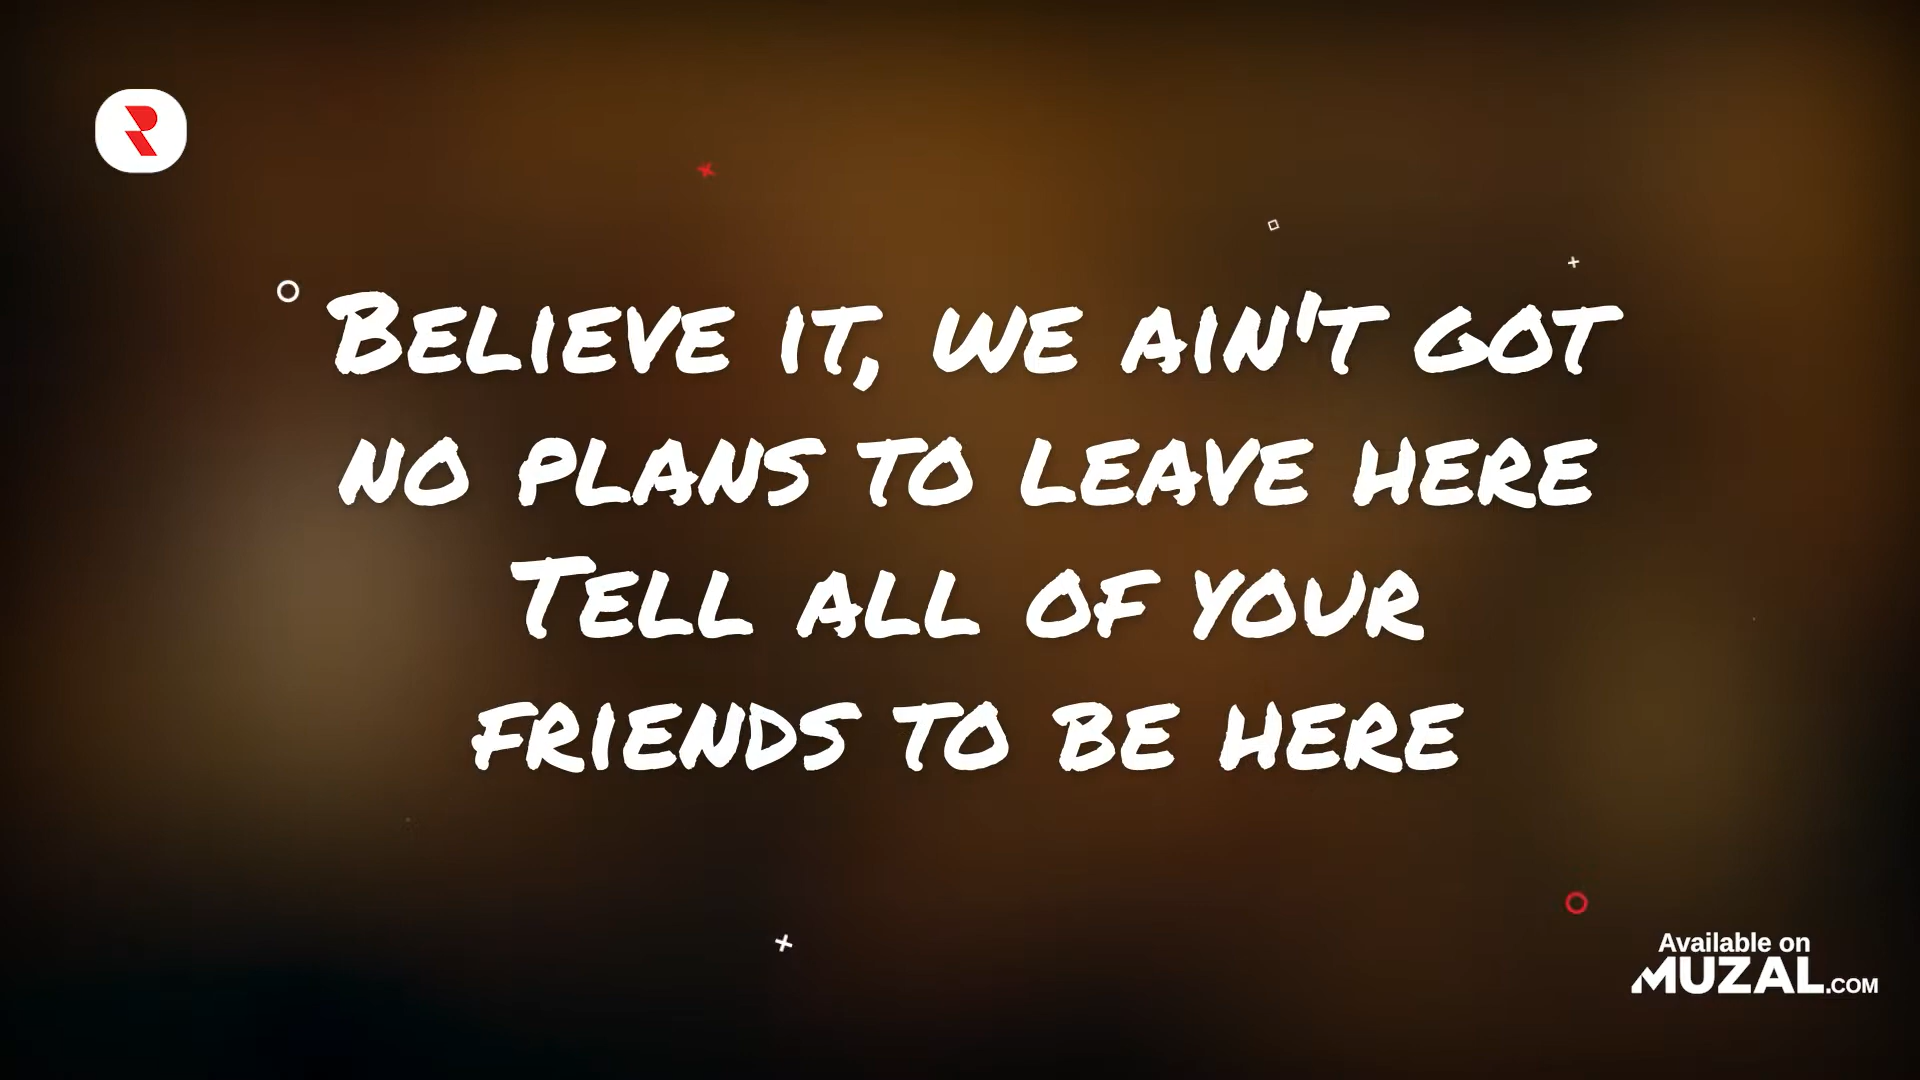 R
Believe it, we ain't got
no plans to leave here
Tell all of your
friends to be here
Available on
MUZAL.COM